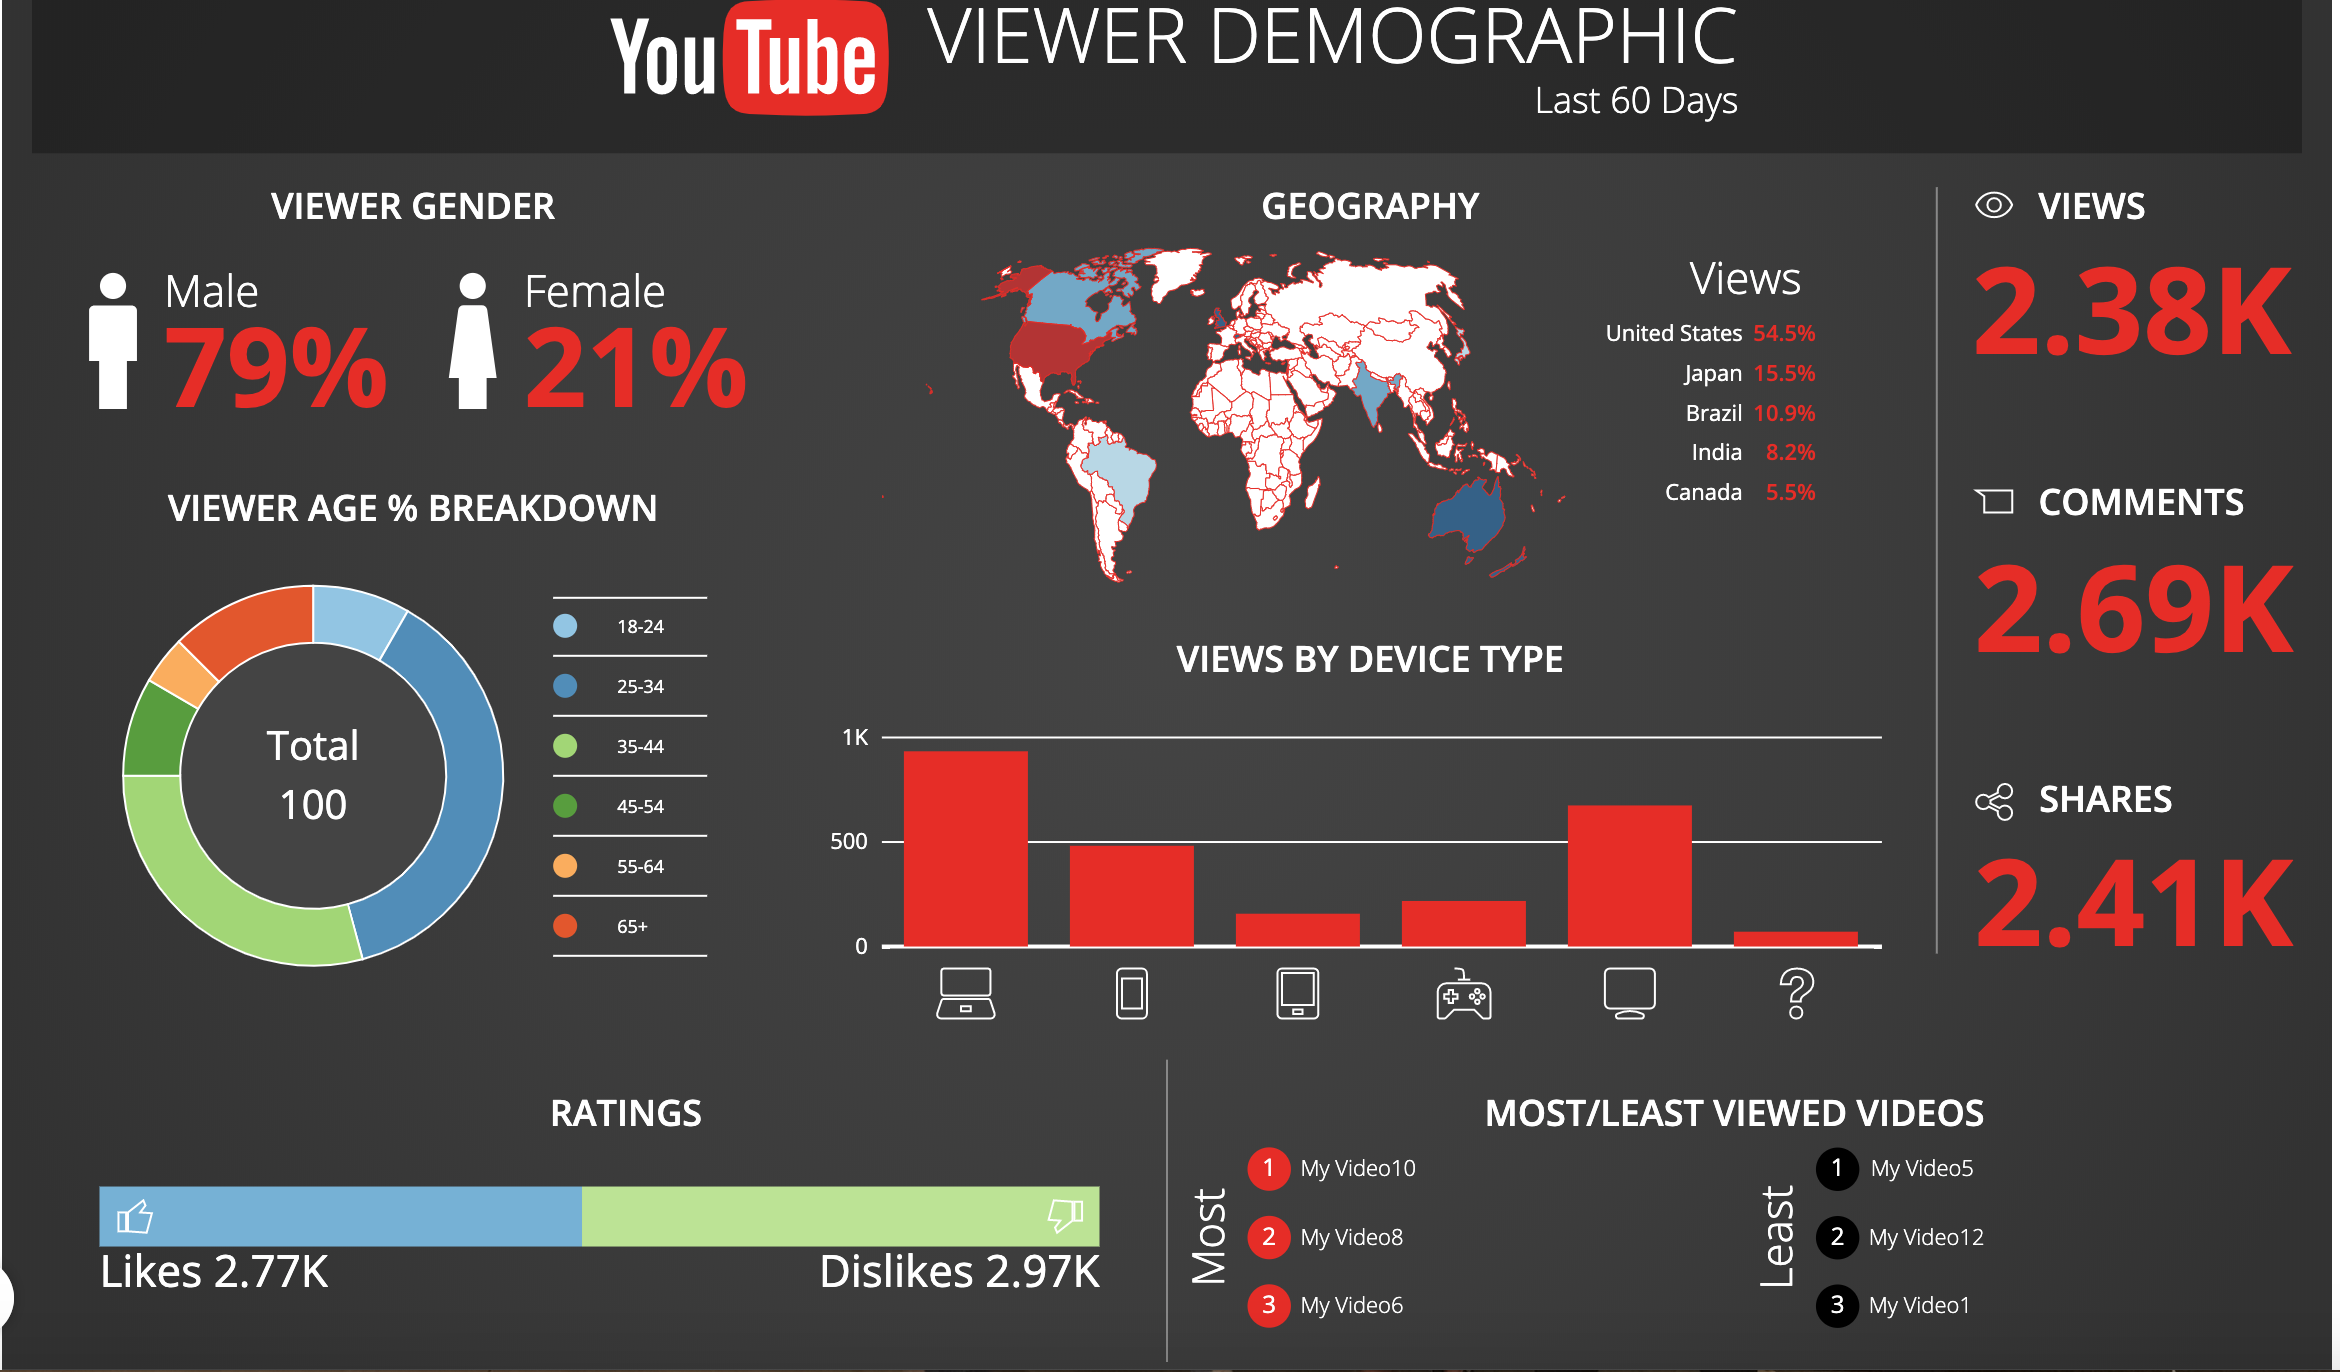 YouTube
VIEWER DEMOGRAPHIC
Last 60 Days
VIEWER GENDER
Male
79%
Female
21%
VIEWER AGE % BREAKDOWN
Total
100
18-24
25-34
35-44
45-54
55-64
65+
GEOGRAPHY
Views
United States 54.5%
Japan 15.5%
Brazil 10.9%
India 8.2%
Canada 5.5%
VIEWS BY DEVICE TYPE
1K
500
0
?
VIEWS
2.38K
COMMENTS
2.69K
SHARES
2.41K
RATINGS
Likes 2.77K
Dislikes 2.97K
MOST/LEAST VIEWED VIDEOS
Most
1 My Video10
2 My Video8
3 My Video6
Least
1 My Video5
2 My Video12
3 My Video1